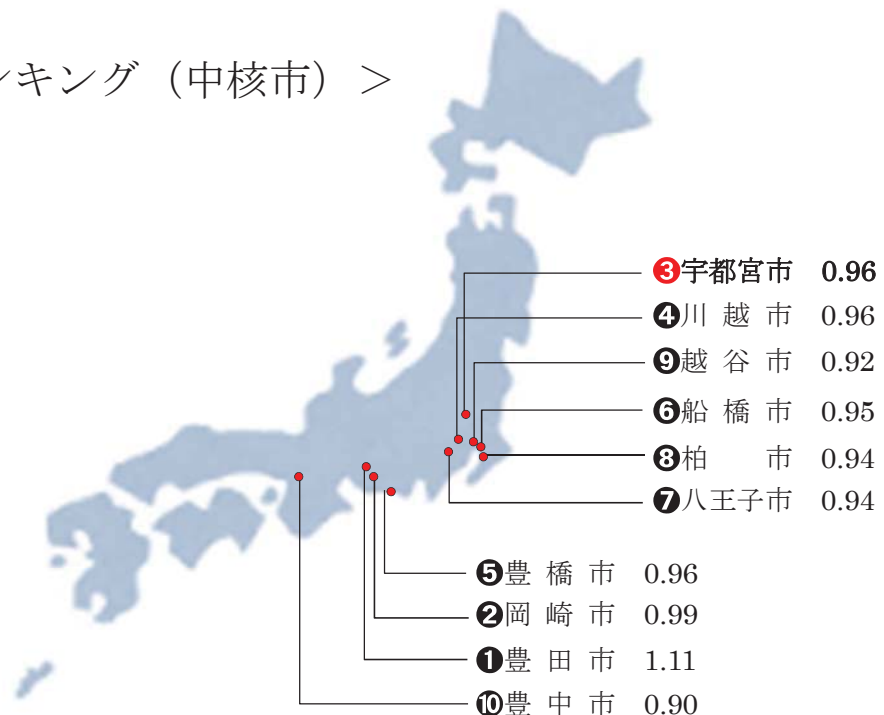 ンキング（中核市）＞
❸宇都宮市 0.96
❹川越市 0.96
❾越谷市 0.92
❻船橋市 0.95
❽柏市 0.94
❼八王子市 0.94
❺豊橋市 0.96
❷岡崎市 0.99
❶豊田市 1.11
❿豊中市 0.90